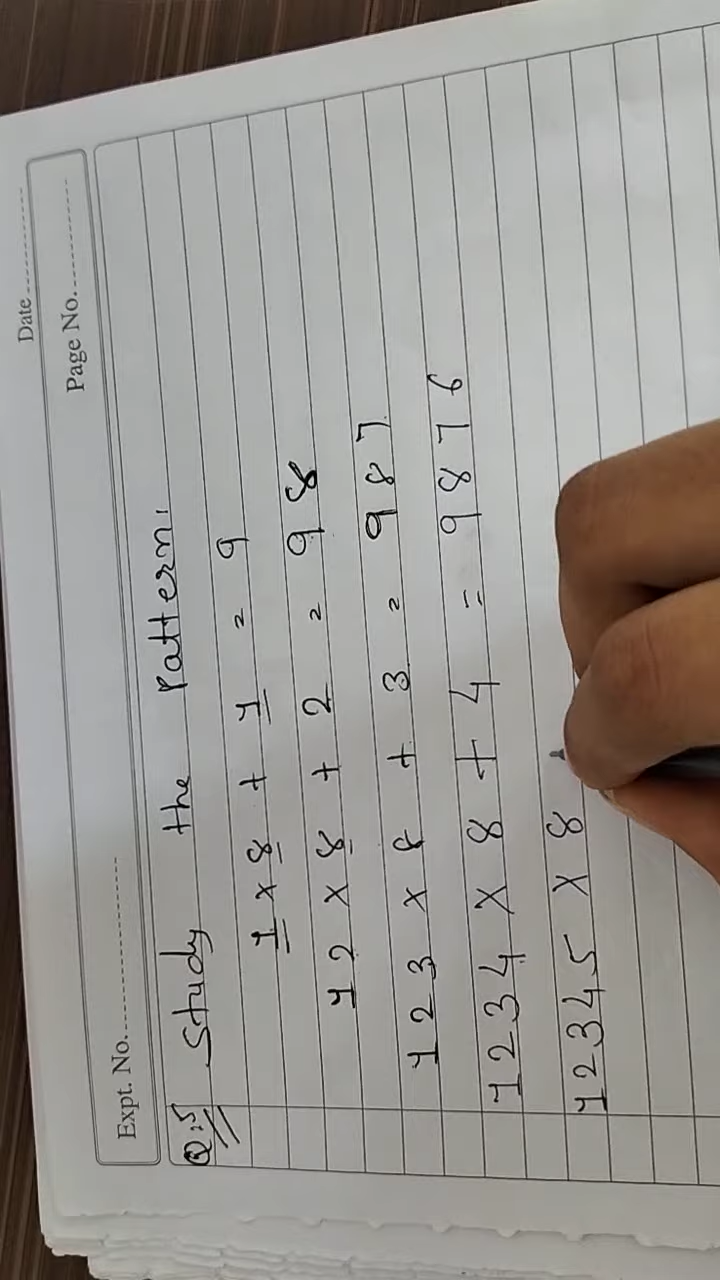 Date
Page No.
Expt. No.
Q:5 Study the Pattern.
1 x 8 + 1 = 9
12 x 8 + 2 = 98
123 x 8 + 3 = 987
1234 x 8 + 4 = 9876
12345 x 8